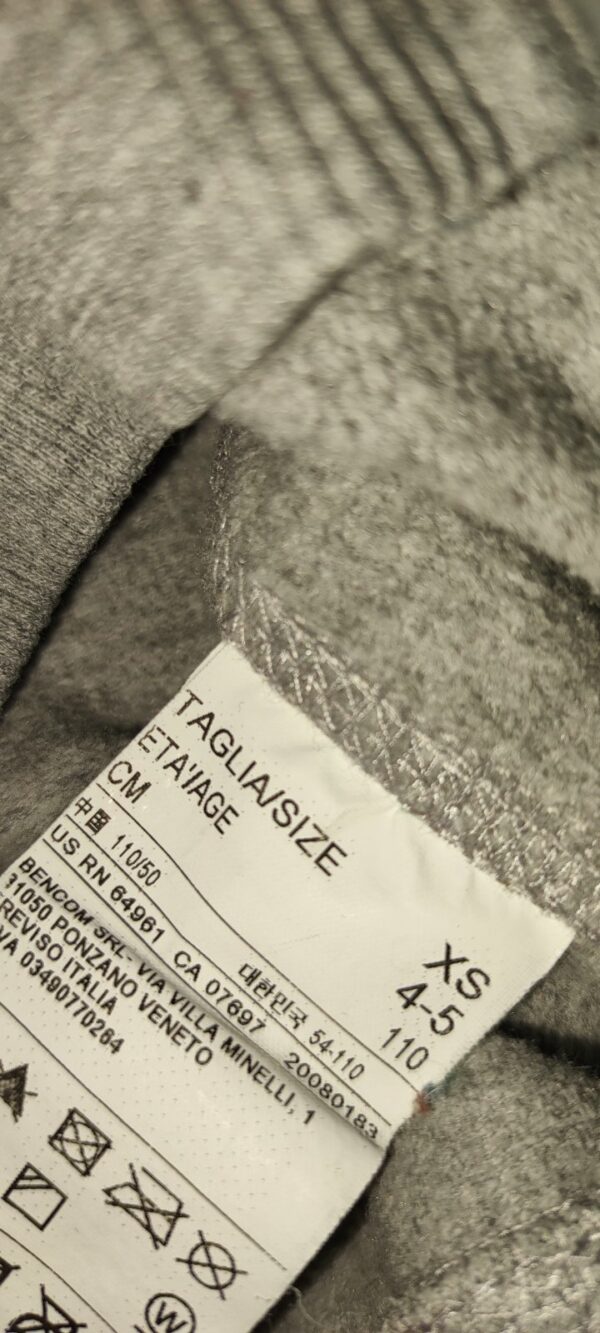 TAGLIA/SIZE XS
ETA'/AGE 4-5
CM 110
中國 110/50 대한민국 54-110
US RN 64961 CA 07697 20080183
BENCOM SRL- VIA VILLA MINELLI, 1
31050 PONZANO VENETO
TREVISO ITALIA
IVA 03490770264
W